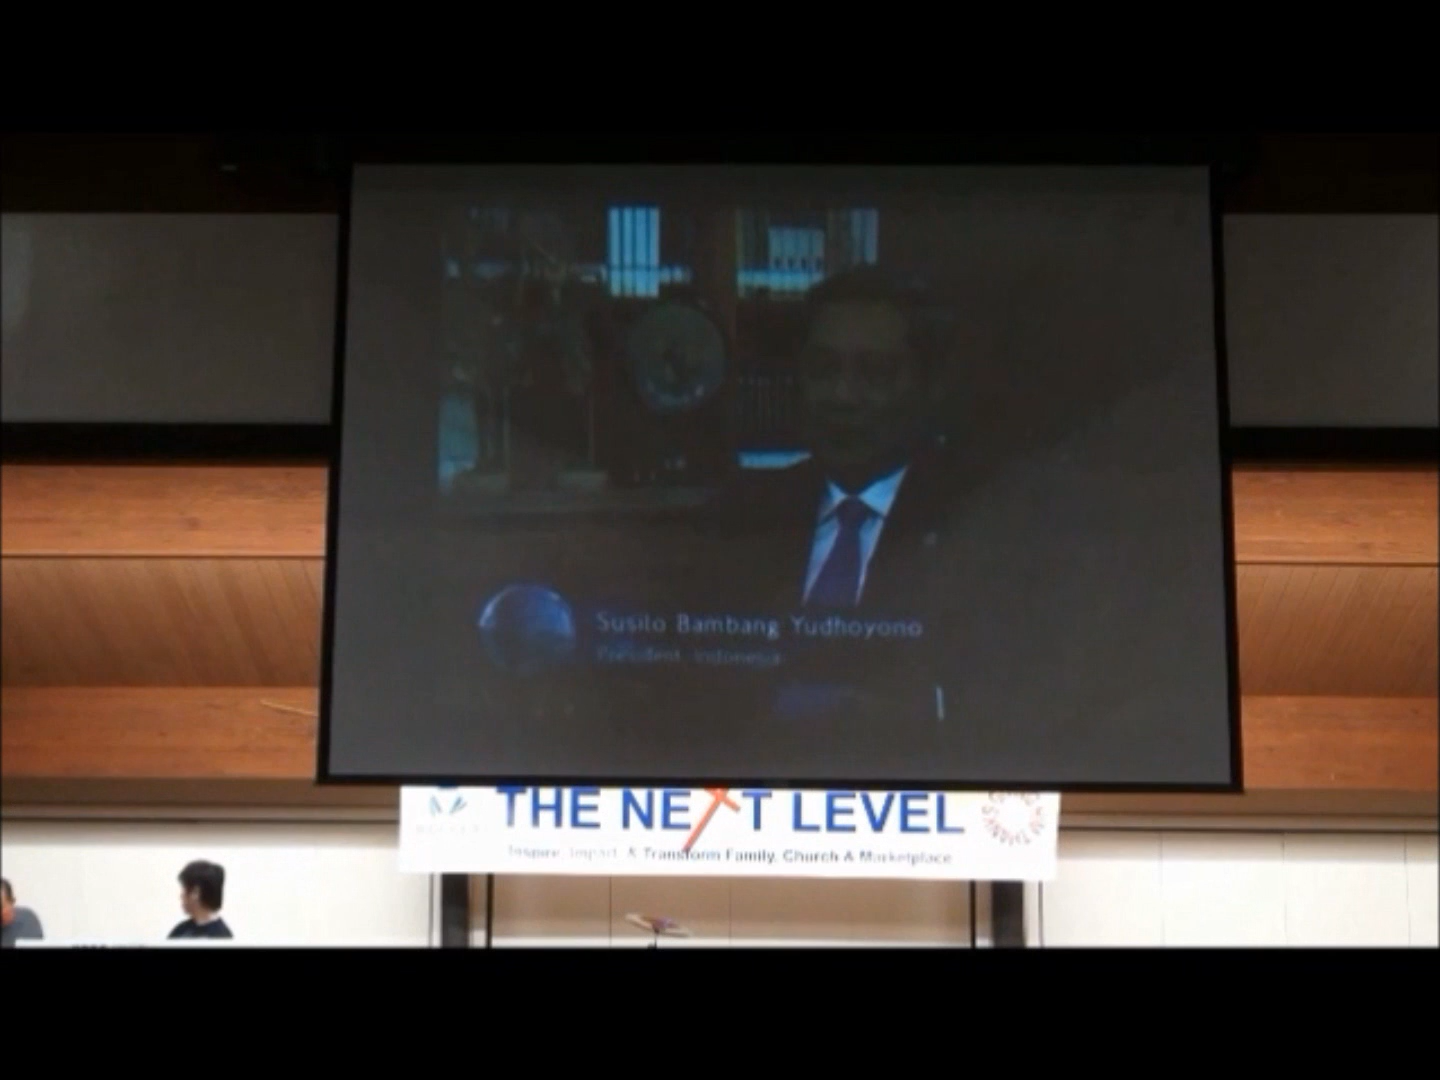 Susilo Bambang Yudhoyono
President, Indonesia
THE NEXT LEVEL
Inspire, Impact & Transform Family, Church & Marketplace